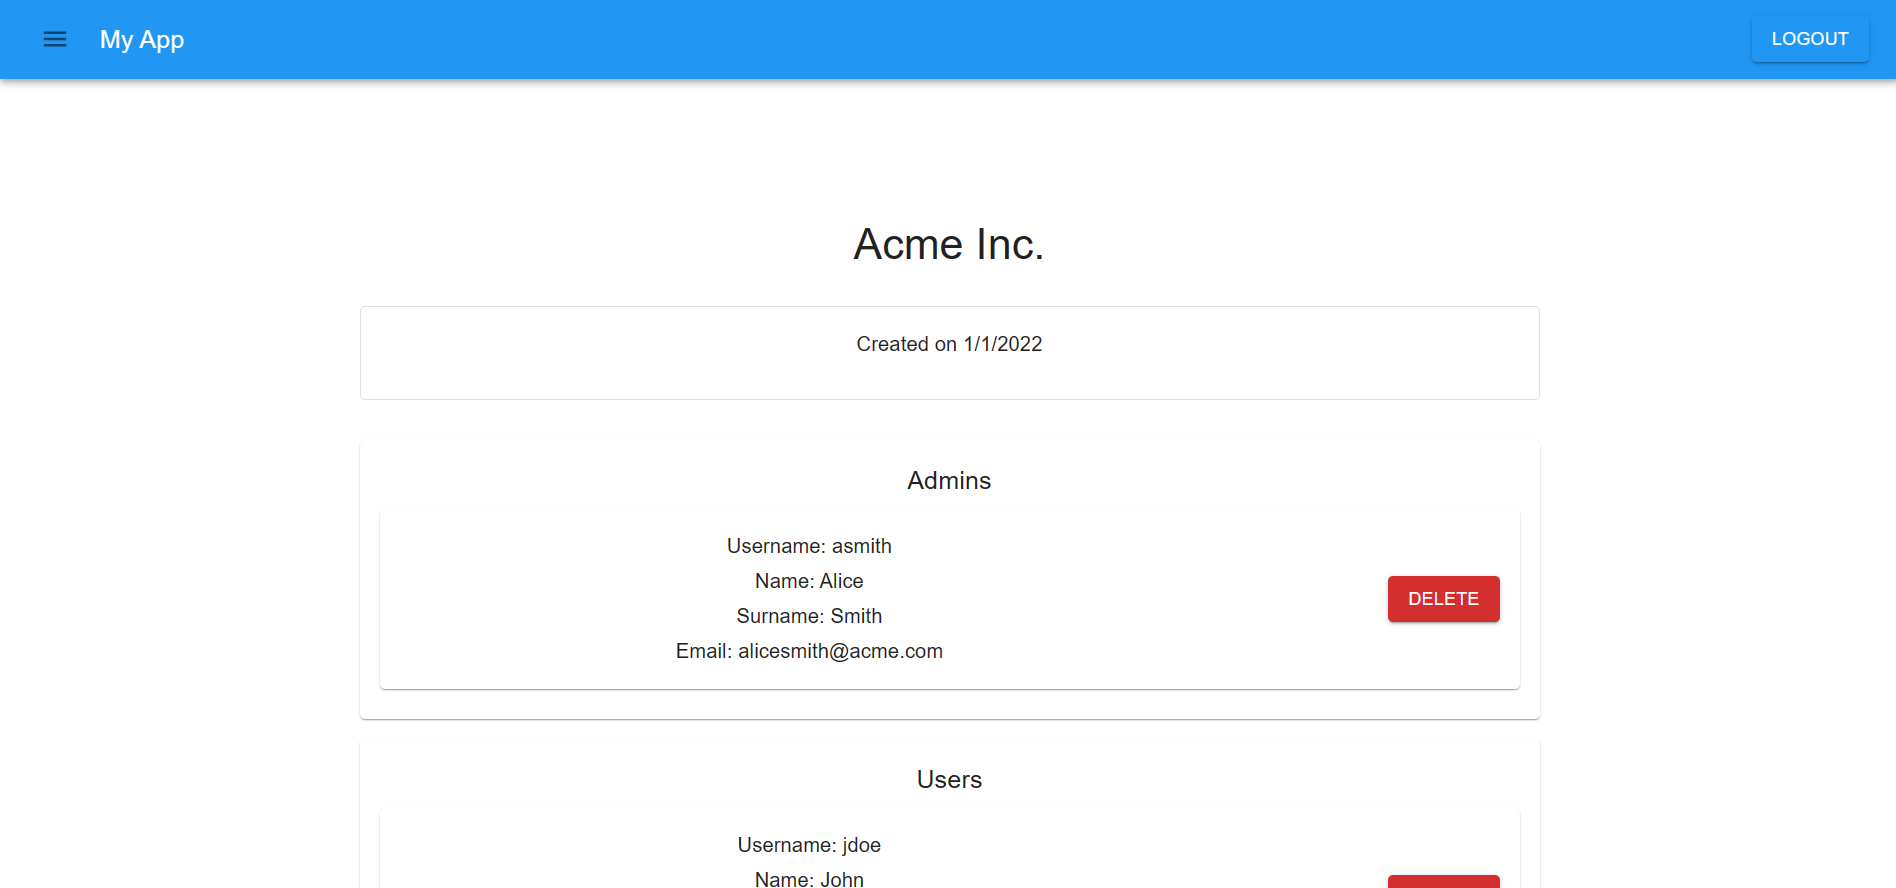 My App
LOGOUT
Acme Inc.
Created on 1/1/2022
Admins
Username: asmith
Name: Alice
Surname: Smith
Email: alicesmith@acme.com
DELETE
Users
Username: jdoe
Name: John